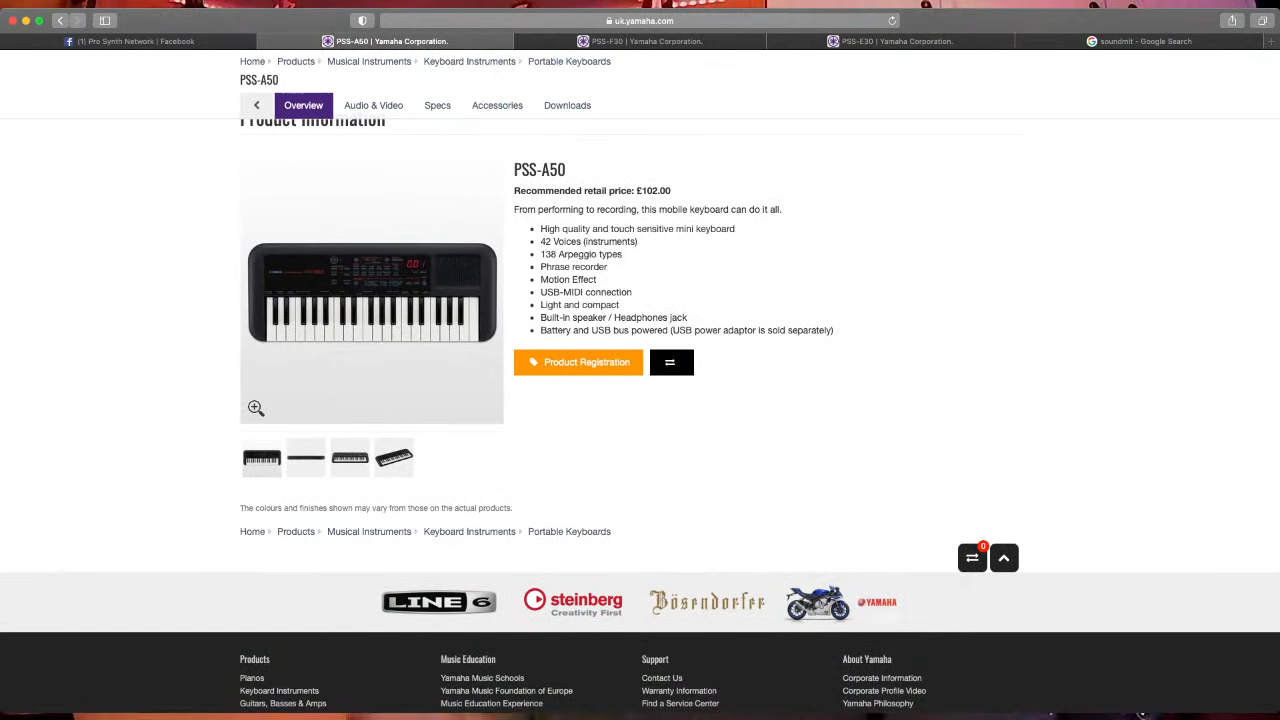 uk.yamaha.com
(1) Pro Synth Network | Facebook
PSS-A50 | Yamaha Corporation.
PSS-F30 | Yamaha Corporation.
PSS-E30 | Yamaha Corporation.
soundmit - Google Search
Home Products Musical Instruments Keyboard Instruments Portable Keyboards
PSS-A50
Overview Audio & Video Specs Accessories Downloads
Product Information
PSS-A50
Recommended retail price: £102.00
From performing to recording, this mobile keyboard can do it all.
High quality and touch sensitive mini keyboard
42 Voices (instruments)
138 Arpeggio types
Phrase recorder
Motion Effect
USB-MIDI connection
Light and compact
Built-in speaker / Headphones jack
Battery and USB bus powered (USB power adaptor is sold separately)
Product Registration
001
The colours and finishes shown may vary from those on the actual products.
Home Products Musical Instruments Keyboard Instruments Portable Keyboards
0
LINE 6
steinberg
Creativity First
Bösendorfer
YAMAHA
Products Music Education Support About Yamaha
Pianos Yamaha Music Schools Contact Us Corporate Information
Keyboard Instruments Yamaha Music Foundation of Europe Warranty Information Corporate Profile Video
Guitars, Basses & Amps Music Education Experience Find a Service Center Yamaha Philosophy